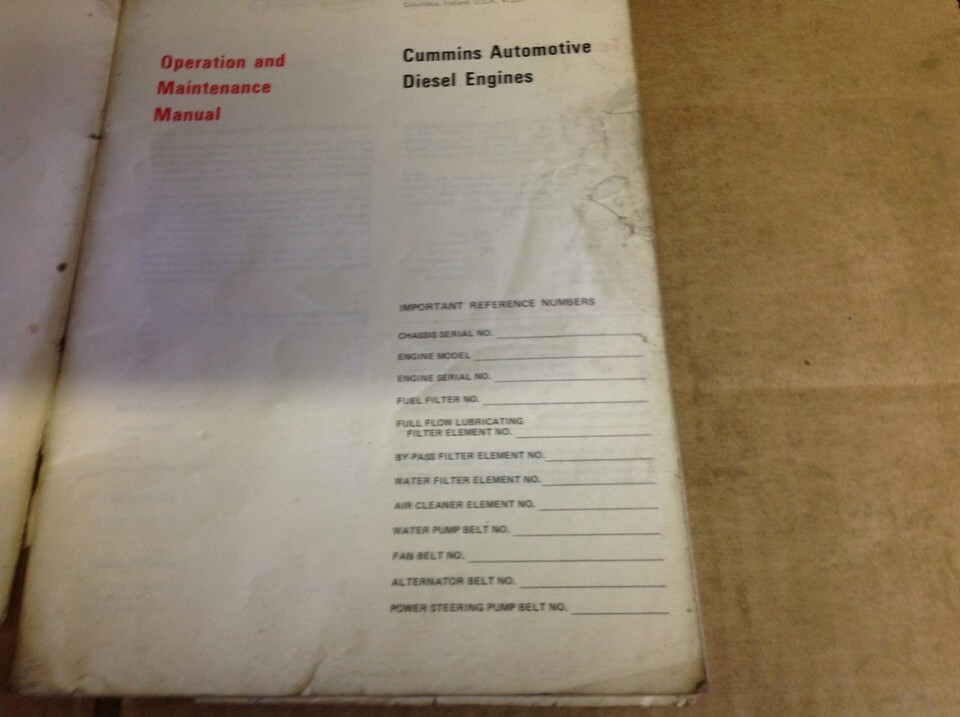 Columbus, Indiana U.S.A.
Operation and
Maintenance
Manual
Cummins Automotive
Diesel Engines
IMPORTANT REFERENCE NUMBERS
CHASSIS SERIAL NO.
ENGINE MODEL
ENGINE SERIAL NO.
FUEL FILTER NO.
FULL FLOW LUBRICATING
FILTER ELEMENT NO.
BY-PASS FILTER ELEMENT NO.
WATER FILTER ELEMENT NO.
AIR CLEANER ELEMENT NO.
WATER PUMP BELT NO.
FAN BELT NO.
ALTERNATOR BELT NO.
POWER STEERING PUMP BELT NO.